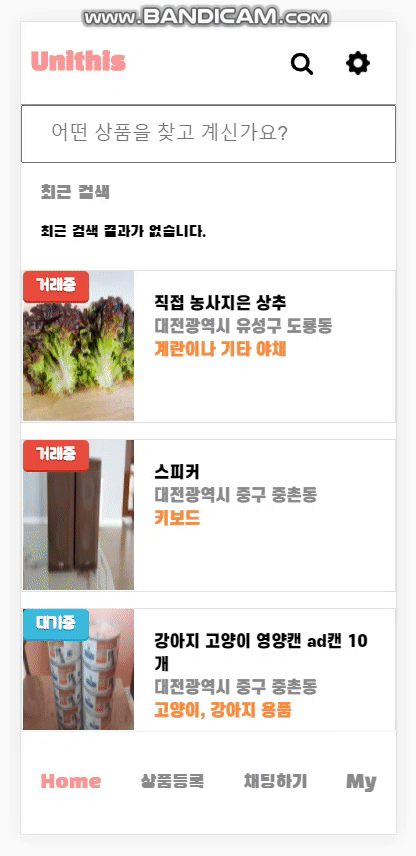 www.BANDICAM.com
Unithis
어떤 상품을 찾고 계신가요?
최근 검색
최근 검색 결과가 없습니다.
거래중
직접 농사지은 상추
대전광역시 유성구 도룡동
계란이나 기타 야채
거래중
스피커
대전광역시 중구 중촌동
키보드
대기중
강아지 고양이 영양캔 ad캔 10
개
대전광역시 중구 중촌동
고양이, 강아지 용품
Home 상품등록 채팅하기 My